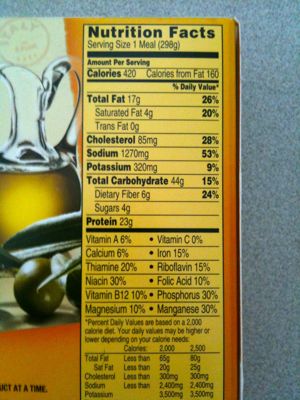 Nutrition Facts
Serving Size 1 Meal (298g)
Amount Per Serving
Calories 420 Calories from Fat 160
% Daily Value*
Total Fat 17g 26%
Saturated Fat 4g 20%
Trans Fat 0g
Cholesterol 85mg 28%
Sodium 1270mg 53%
Potassium 320mg 9%
Total Carbohydrate 44g 15%
Dietary Fiber 6g 24%
Sugars 4g
Protein 23g
Vitamin A 6% • Vitamin C 0%
Calcium 6% • Iron 15%
Thiamine 20% • Riboflavin 15%
Niacin 30% • Folic Acid 10%
Vitamin B12 10% • Phosphorus 30%
Magnesium 10% • Manganese 30%
*Percent Daily Values are based on a 2,000
calorie diet. Your daily values may be higher or
lower depending on your calorie needs:
Calories: 2,000 2,500
Total Fat Less than 65g 80g
Sat Fat Less than 20g 25g
Cholesterol Less than 300mg 300mg
Sodium Less than 2,400mg 2,400mg
Potassium 3,500mg 3,500mg
UCT AT A TIME.